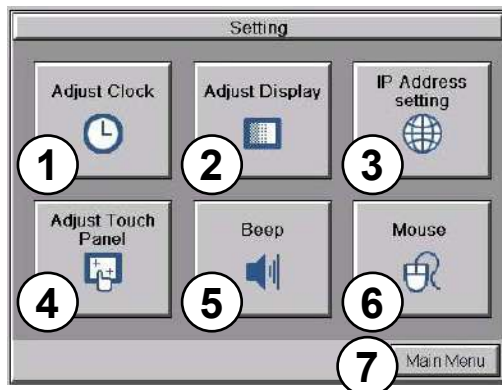 Setting
Adjust Clock
Adjust Display
IP Address
setting
1
2
3
Adjust Touch
Panel
Beep
Mouse
4
5
6
7
Main Menu